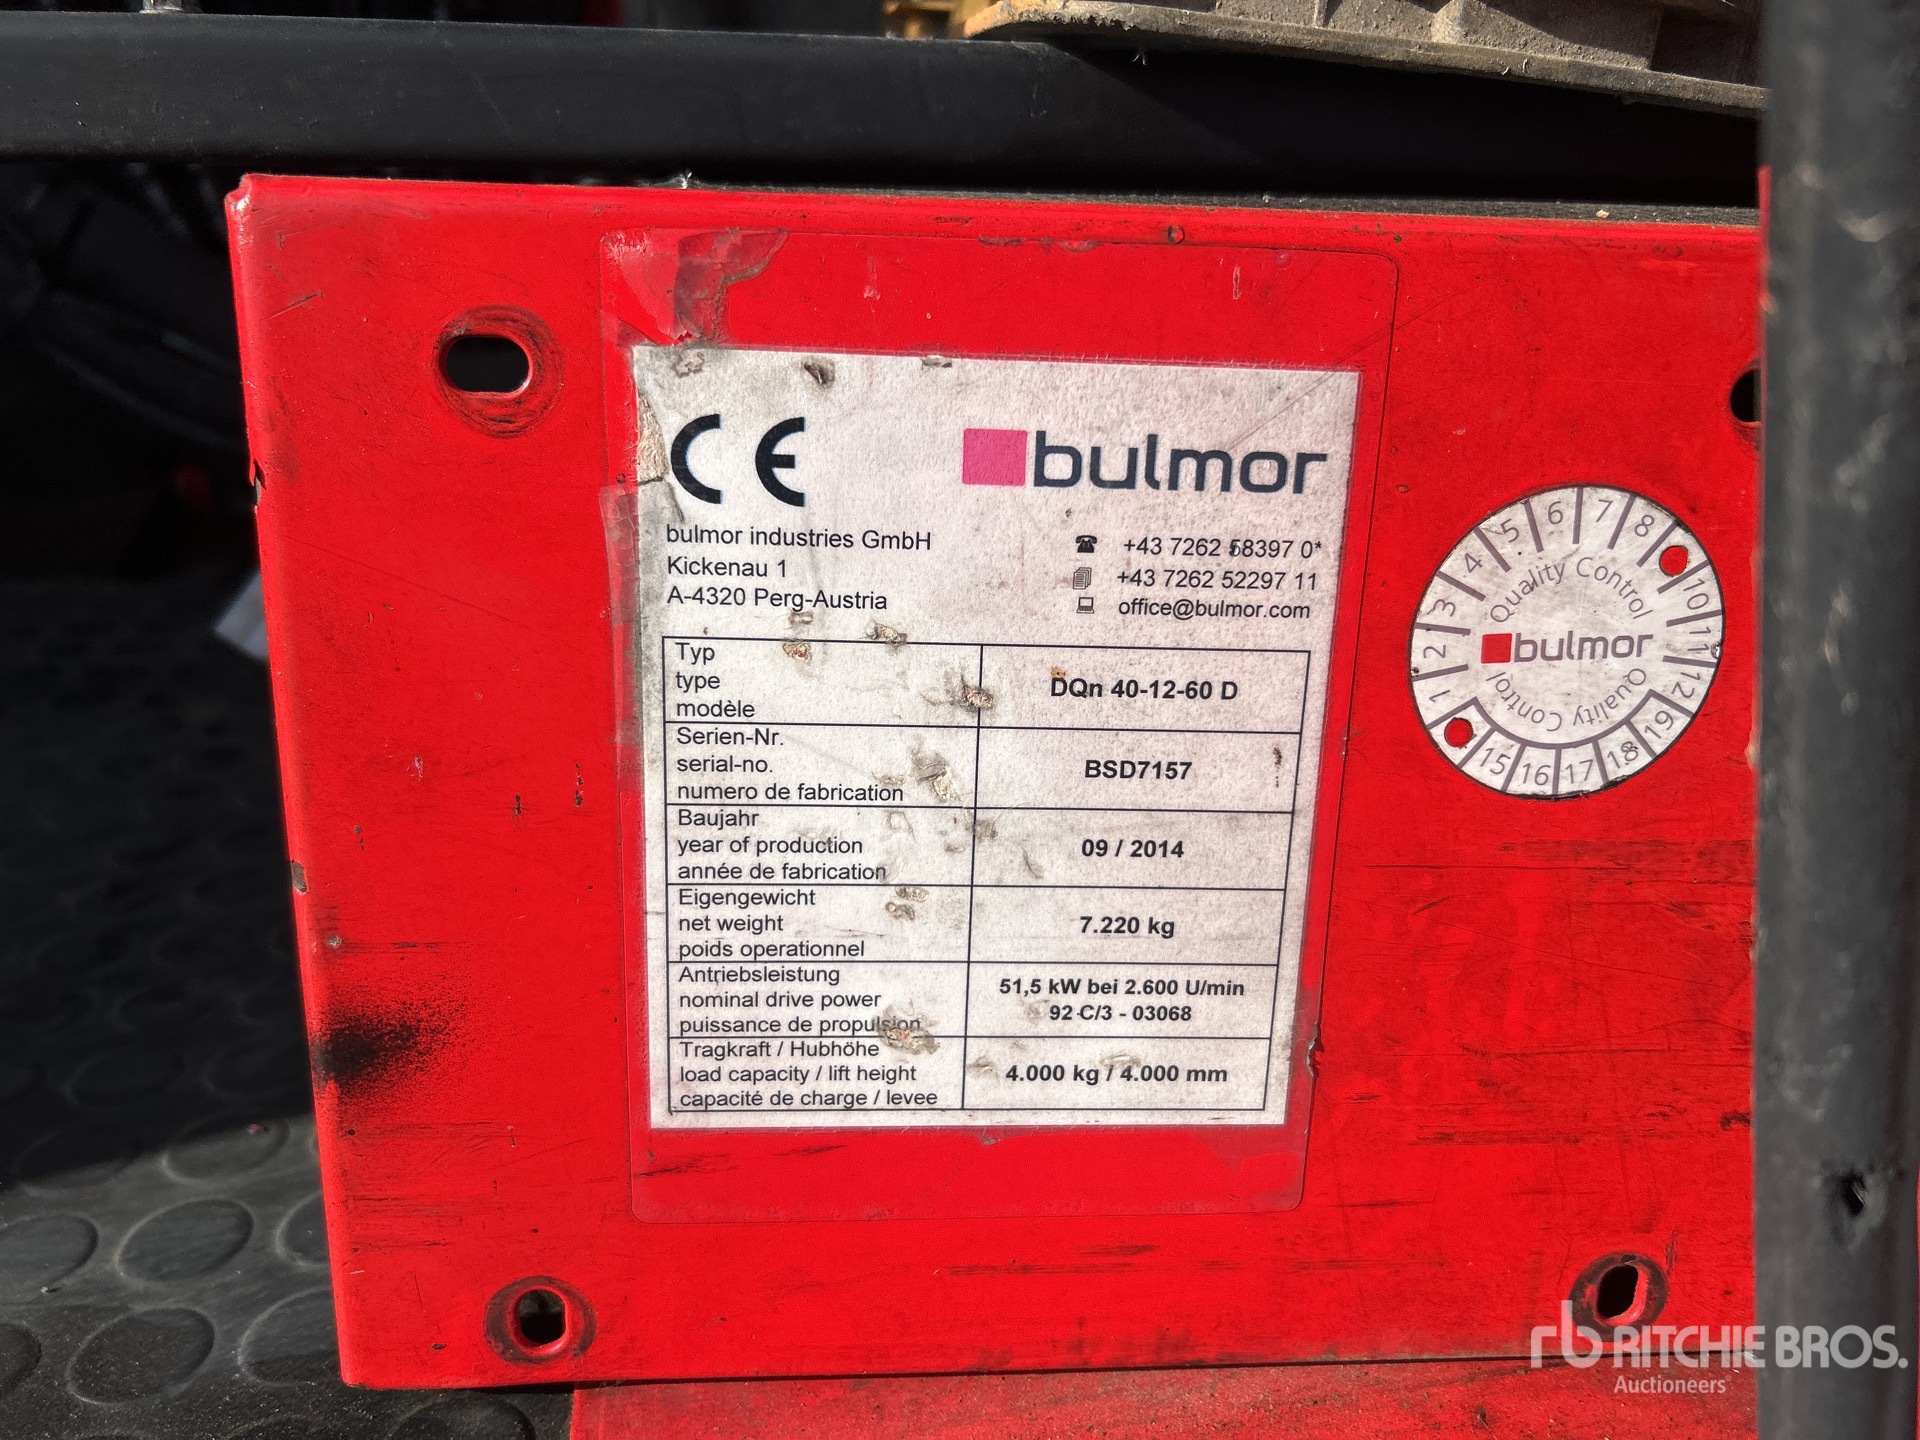 CE
bulmor
bulmor industries GmbH
Kickenau 1
A-4320 Perg-Austria
+43 7262 58397 0*
+43 7262 52297 11
office@bulmor.com
Typ
type
modèle
DQn 40-12-60 D
Serien-Nr.
serial-no.
numero de fabrication
BSD7157
Baujahr
year of production
année de fabrication
09 / 2014
Eigengewicht
net weight
poids operationnel
7.220 kg
Antriebsleistung
nominal drive power
puissance de propulsion
51,5 kW bei 2.600 U/min
92 C/3 - 03068
Tragkraft / Hubhöhe
load capacity / lift height
capacité de charge / levee
4.000 kg / 4.000 mm
1 2 3 4 5 6 7 8 10 11 12
Quality Control
bulmor
Quality Control
15 16 17 18 19
rb RITCHIE BROS.
Auctioneers